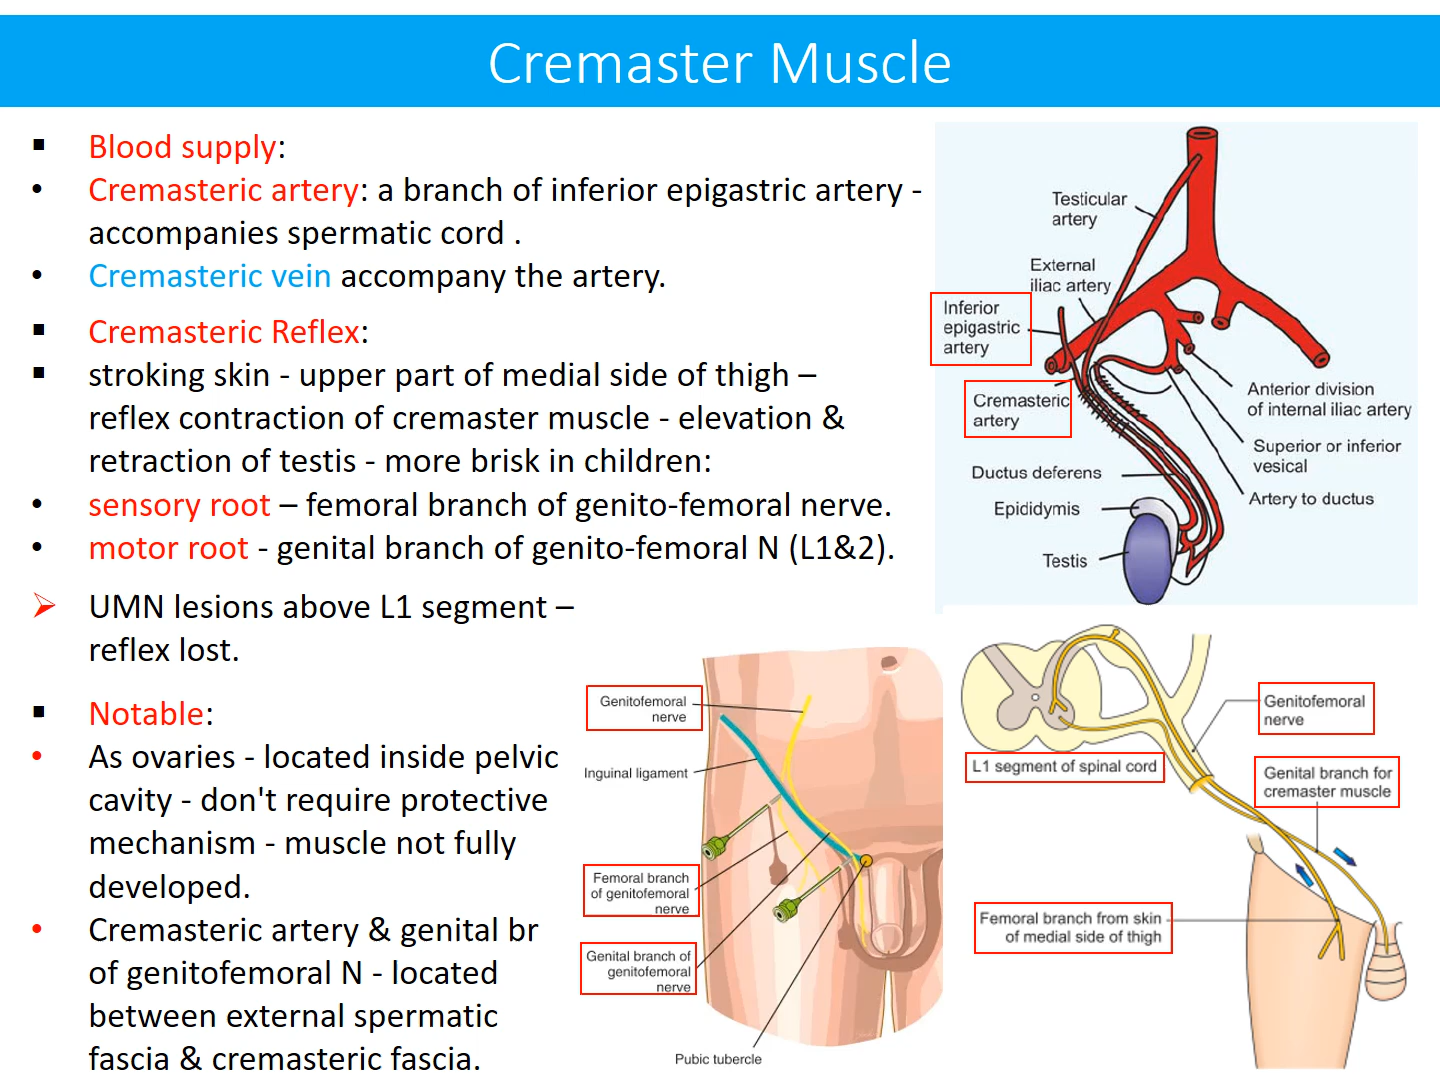 Cremaster Muscle
▪ Blood supply:
• Cremasteric artery: a branch of inferior epigastric artery -
accompanies spermatic cord .
• Cremasteric vein accompany the artery.
▪ Cremasteric Reflex:
▪ stroking skin - upper part of medial side of thigh –
reflex contraction of cremaster muscle - elevation &
retraction of testis - more brisk in children:
• sensory root – femoral branch of genito-femoral nerve.
• motor root - genital branch of genito-femoral N (L1&2).
➢ UMN lesions above L1 segment –
reflex lost.
▪ Notable:
• As ovaries - located inside pelvic
cavity - don't require protective
mechanism - muscle not fully
developed.
• Cremasteric artery & genital br
of genitofemoral N - located
between external spermatic
fascia & cremasteric fascia.
Testicular
artery
External
iliac artery
Inferior
epigastric
artery
Cremasteric
artery
Ductus deferens
Epididymis
Testis
Anterior division
of internal iliac artery
Superior or inferior
vesical
Artery to ductus
Genitofemoral
nerve
Inguinal ligament
Femoral branch
of genitofemoral
nerve
Genital branch of
genitofemoral
nerve
Pubic tubercle
L1 segment of spinal cord
Genitofemoral
nerve
Genital branch for
cremaster muscle
Femoral branch from skin
of medial side of thigh